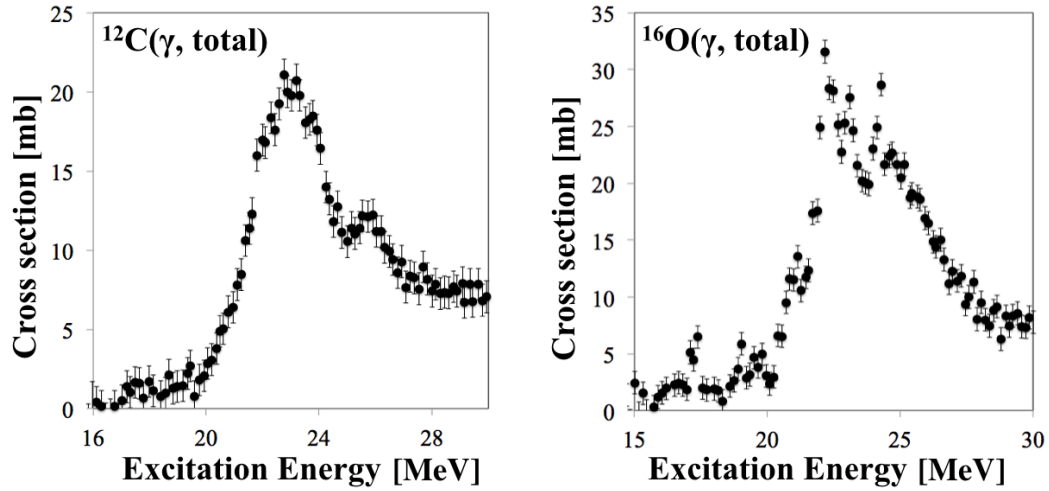 ¹²C(γ, total)
Cross section [mb]
25
20
15
10
5
0
16 20 24 28
Excitation Energy [MeV]
¹⁶O(γ, total)
Cross section [mb]
35
30
25
20
15
10
5
0
15 20 25 30
Excitation Energy [MeV]